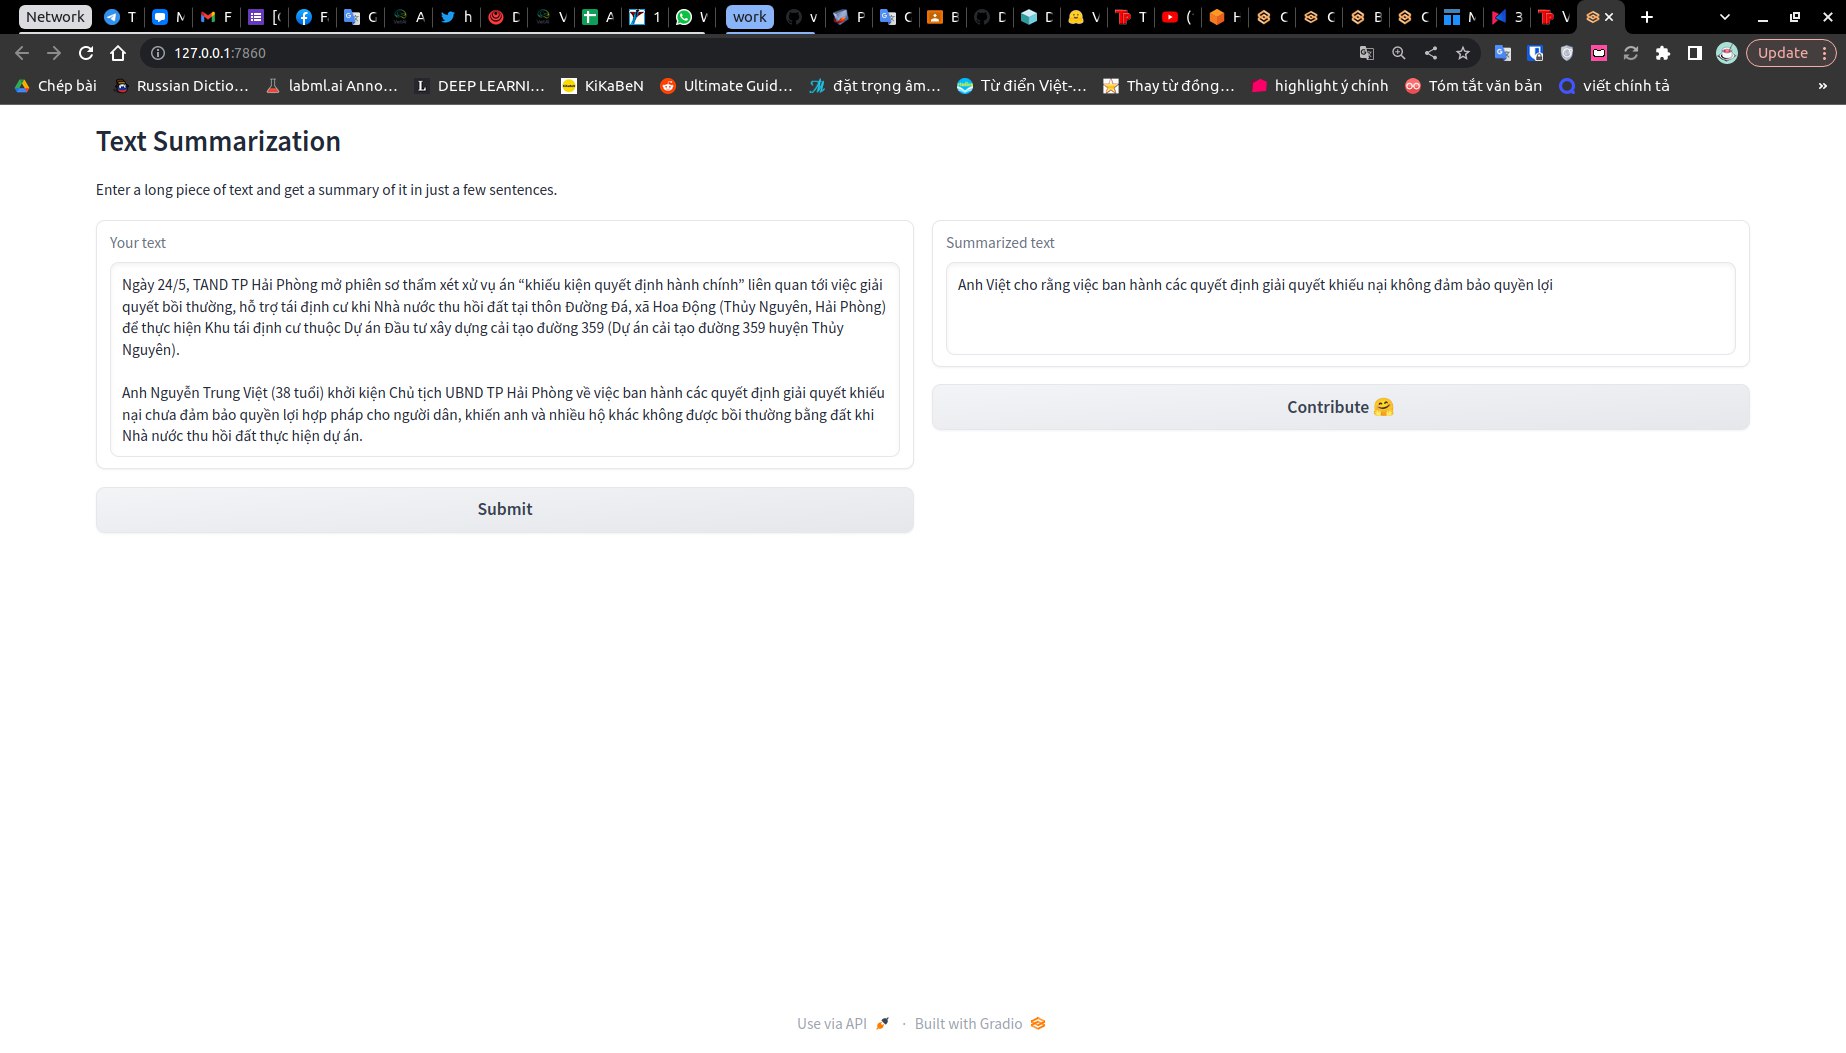 Network
T
M
F
[(
F
G
A
h
D
V
A
1
V
work
v
P
C
B
D
D
V
T
(
H
C
C
B
C
M
3
V
127.0.0.1:7860
Update
Chép bài
Russian Dictio...
labml.ai Anno...
DEEP LEARNI...
KiKaBeN
Ultimate Guid...
đặt trọng âm...
Từ điển Việt-...
Thay từ đồng...
highlight ý chính
Tóm tắt văn bản
viết chính tả
»
Text Summarization
Enter a long piece of text and get a summary of it in just a few sentences.
Your text
Ngày 24/5, TAND TP Hải Phòng mở phiên sơ thẩm xét xử vụ án “khiếu kiện quyết định hành chính” liên quan tới việc giải
quyết bồi thường, hỗ trợ tái định cư khi Nhà nước thu hồi đất tại thôn Đường Đá, xã Hoa Động (Thủy Nguyên, Hải Phòng)
để thực hiện Khu tái định cư thuộc Dự án Đầu tư xây dựng cải tạo đường 359 (Dự án cải tạo đường 359 huyện Thủy
Nguyên).
Anh Nguyễn Trung Việt (38 tuổi) khởi kiện Chủ tịch UBND TP Hải Phòng về việc ban hành các quyết định giải quyết khiếu
nại chưa đảm bảo quyền lợi hợp pháp cho người dân, khiến anh và nhiều hộ khác không được bồi thường bằng đất khi
Nhà nước thu hồi đất thực hiện dự án.
Submit
Summarized text
Anh Việt cho rằng việc ban hành các quyết định giải quyết khiếu nại không đảm bảo quyền lợi
Contribute 🤗
Use via API 🚀 · Built with Gradio